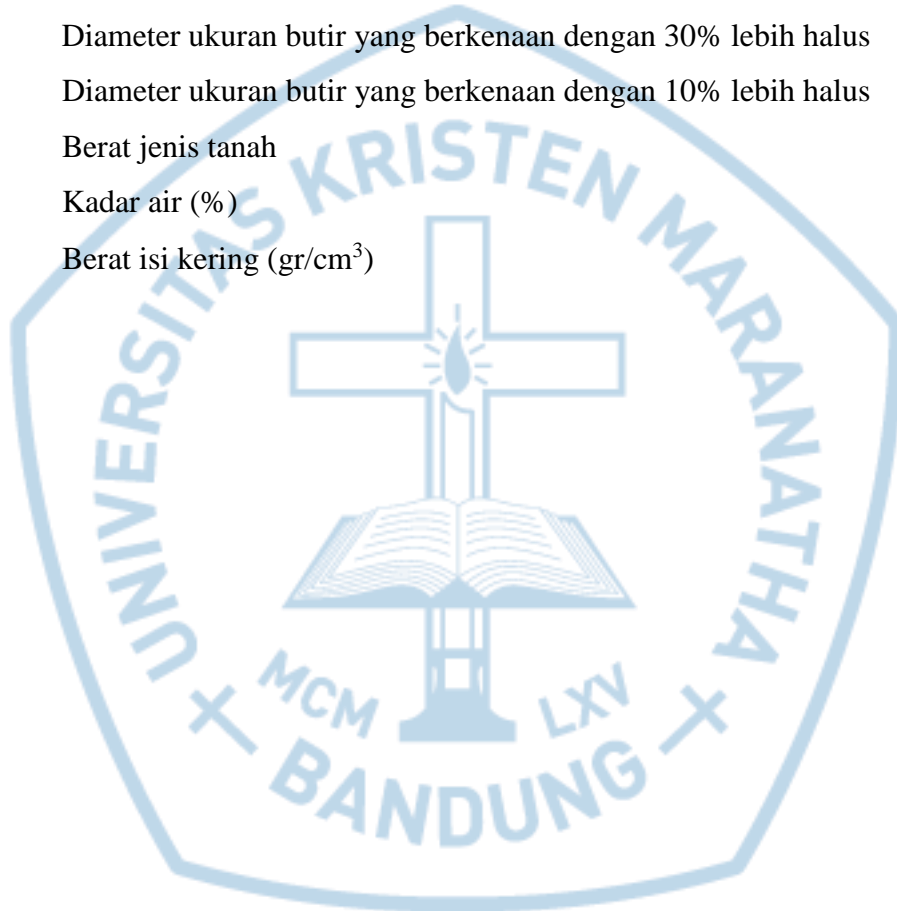 Diameter ukuran butir yang berkenaan dengan 30% lebih halus
Diameter ukuran butir yang berkenaan dengan 10% lebih halus
Berat jenis tanah
Kadar air (%)
Berat isi kering (gr/cm³)
UNIVERSITAS KRISTEN MARANATHA
MCM LXV
BANDUNG